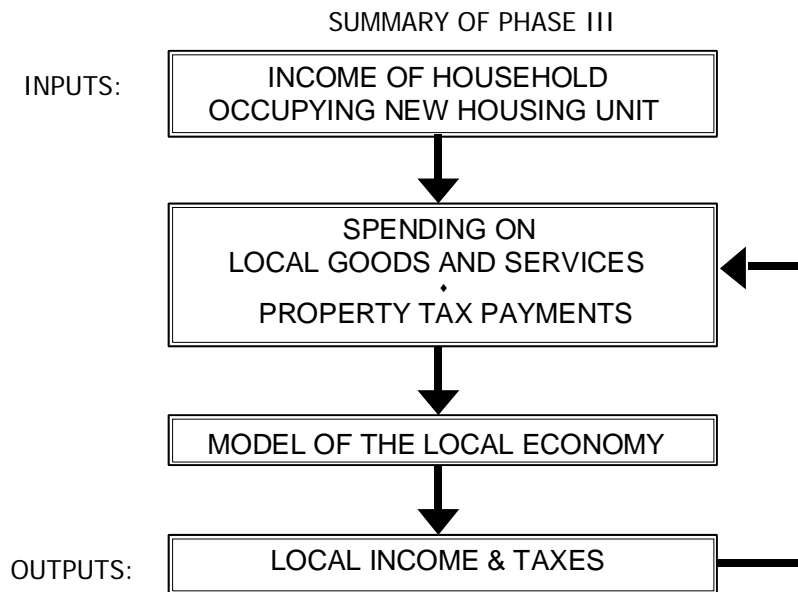 SUMMARY OF PHASE III
INPUTS:
INCOME OF HOUSEHOLD
OCCUPYING NEW HOUSING UNIT
SPENDING ON
LOCAL GOODS AND SERVICES
♦
PROPERTY TAX PAYMENTS
MODEL OF THE LOCAL ECONOMY
OUTPUTS:
LOCAL INCOME & TAXES